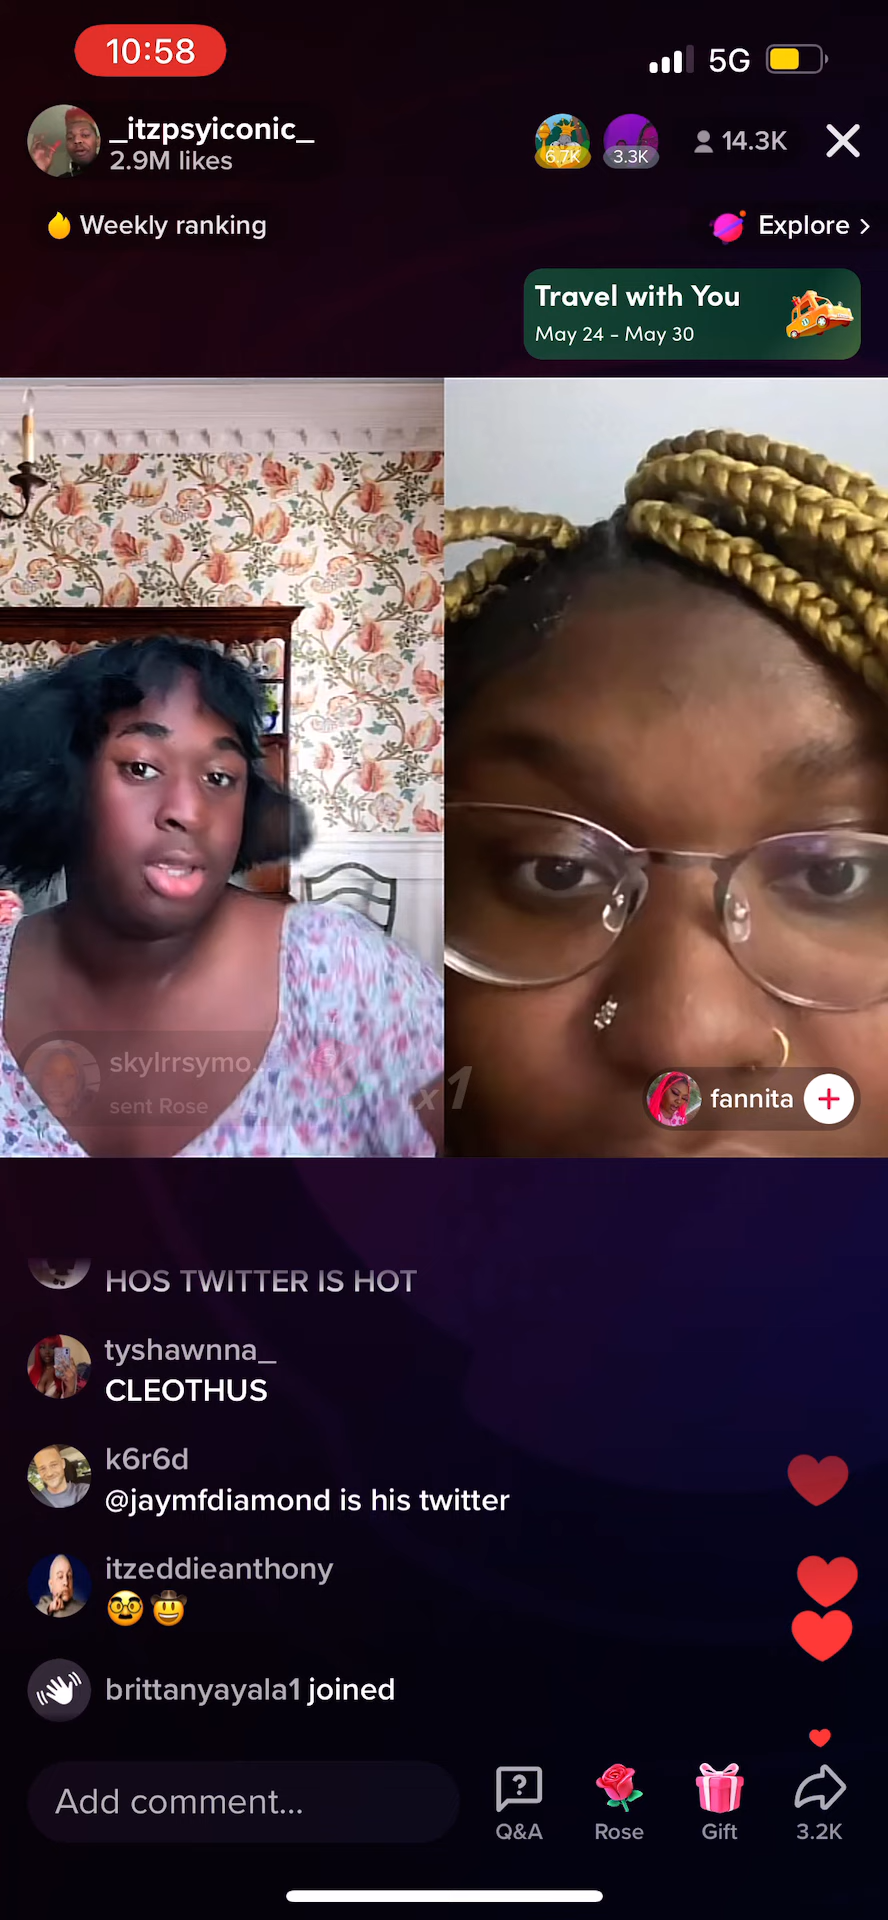 10:58
5G
_itzpsyiconic_
2.9M likes
6.7K
3.3K
14.3K
Weekly ranking
Explore >
Travel with You
May 24 - May 30
skylrrsymo...
sent Rose
x1
fannita
HOS TWITTER IS HOT
tyshawnna_
CLEOTHUS
k6r6d
@jaymfdiamond is his twitter
itzeddieanthony
🥸🤠
brittanyayala1 joined
Add comment...
Q&A
Rose
Gift
3.2K